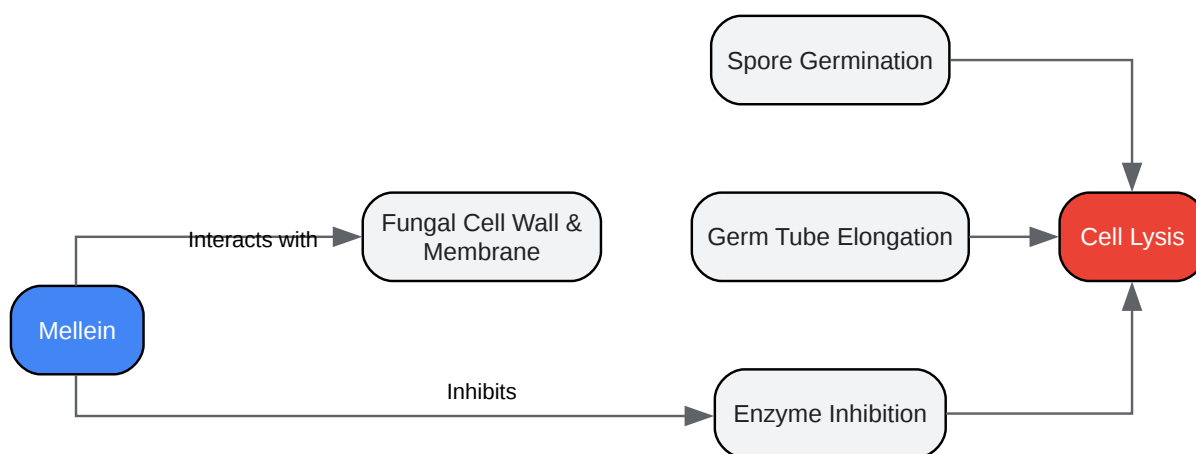 Spore Germination
Fungal Cell Wall &
Membrane
Germ Tube Elongation
Cell Lysis
Interacts with
Mellein
Inhibits
Enzyme Inhibition